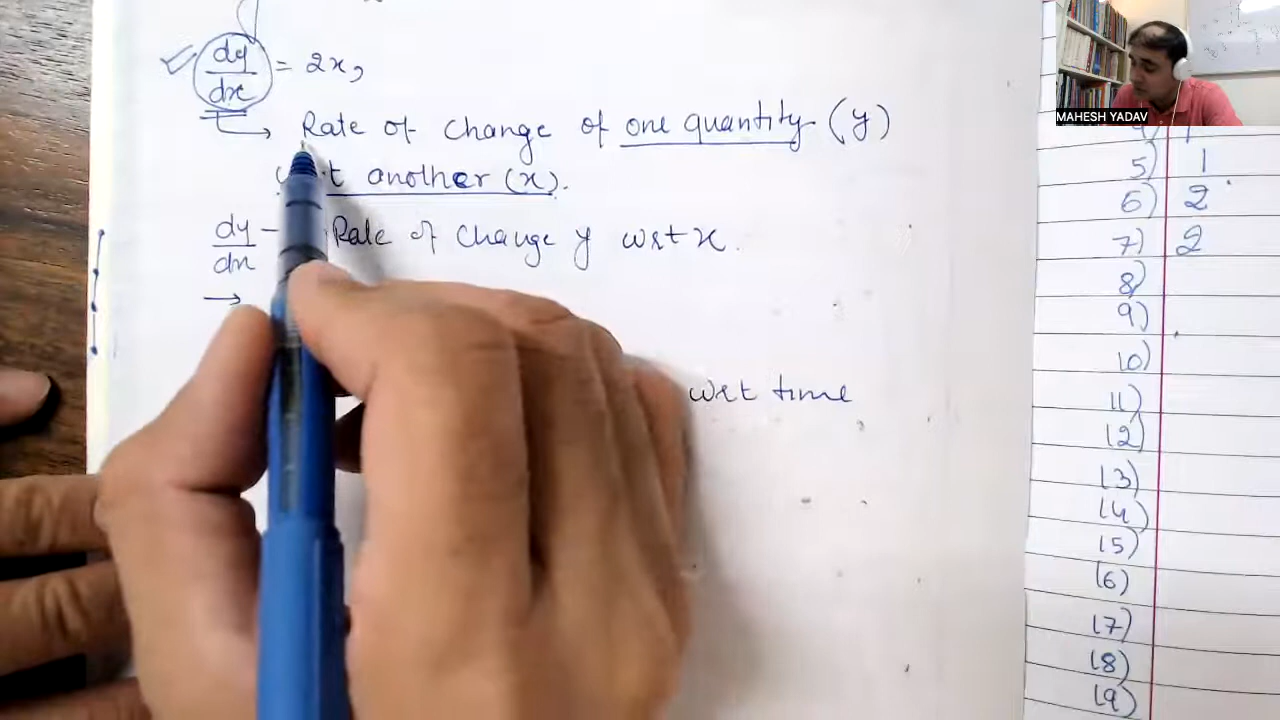 dy/dx = 2x,
Rate of change of one quantity (y)
w.r.t another (x).
dy/dx → Rate of change y wrt x.
→
wrt time
MAHESH YADAV
5) 1
6) 2
7) 2
8)
9)
10)
11)
12)
13)
14)
15)
16)
17)
18)
19)